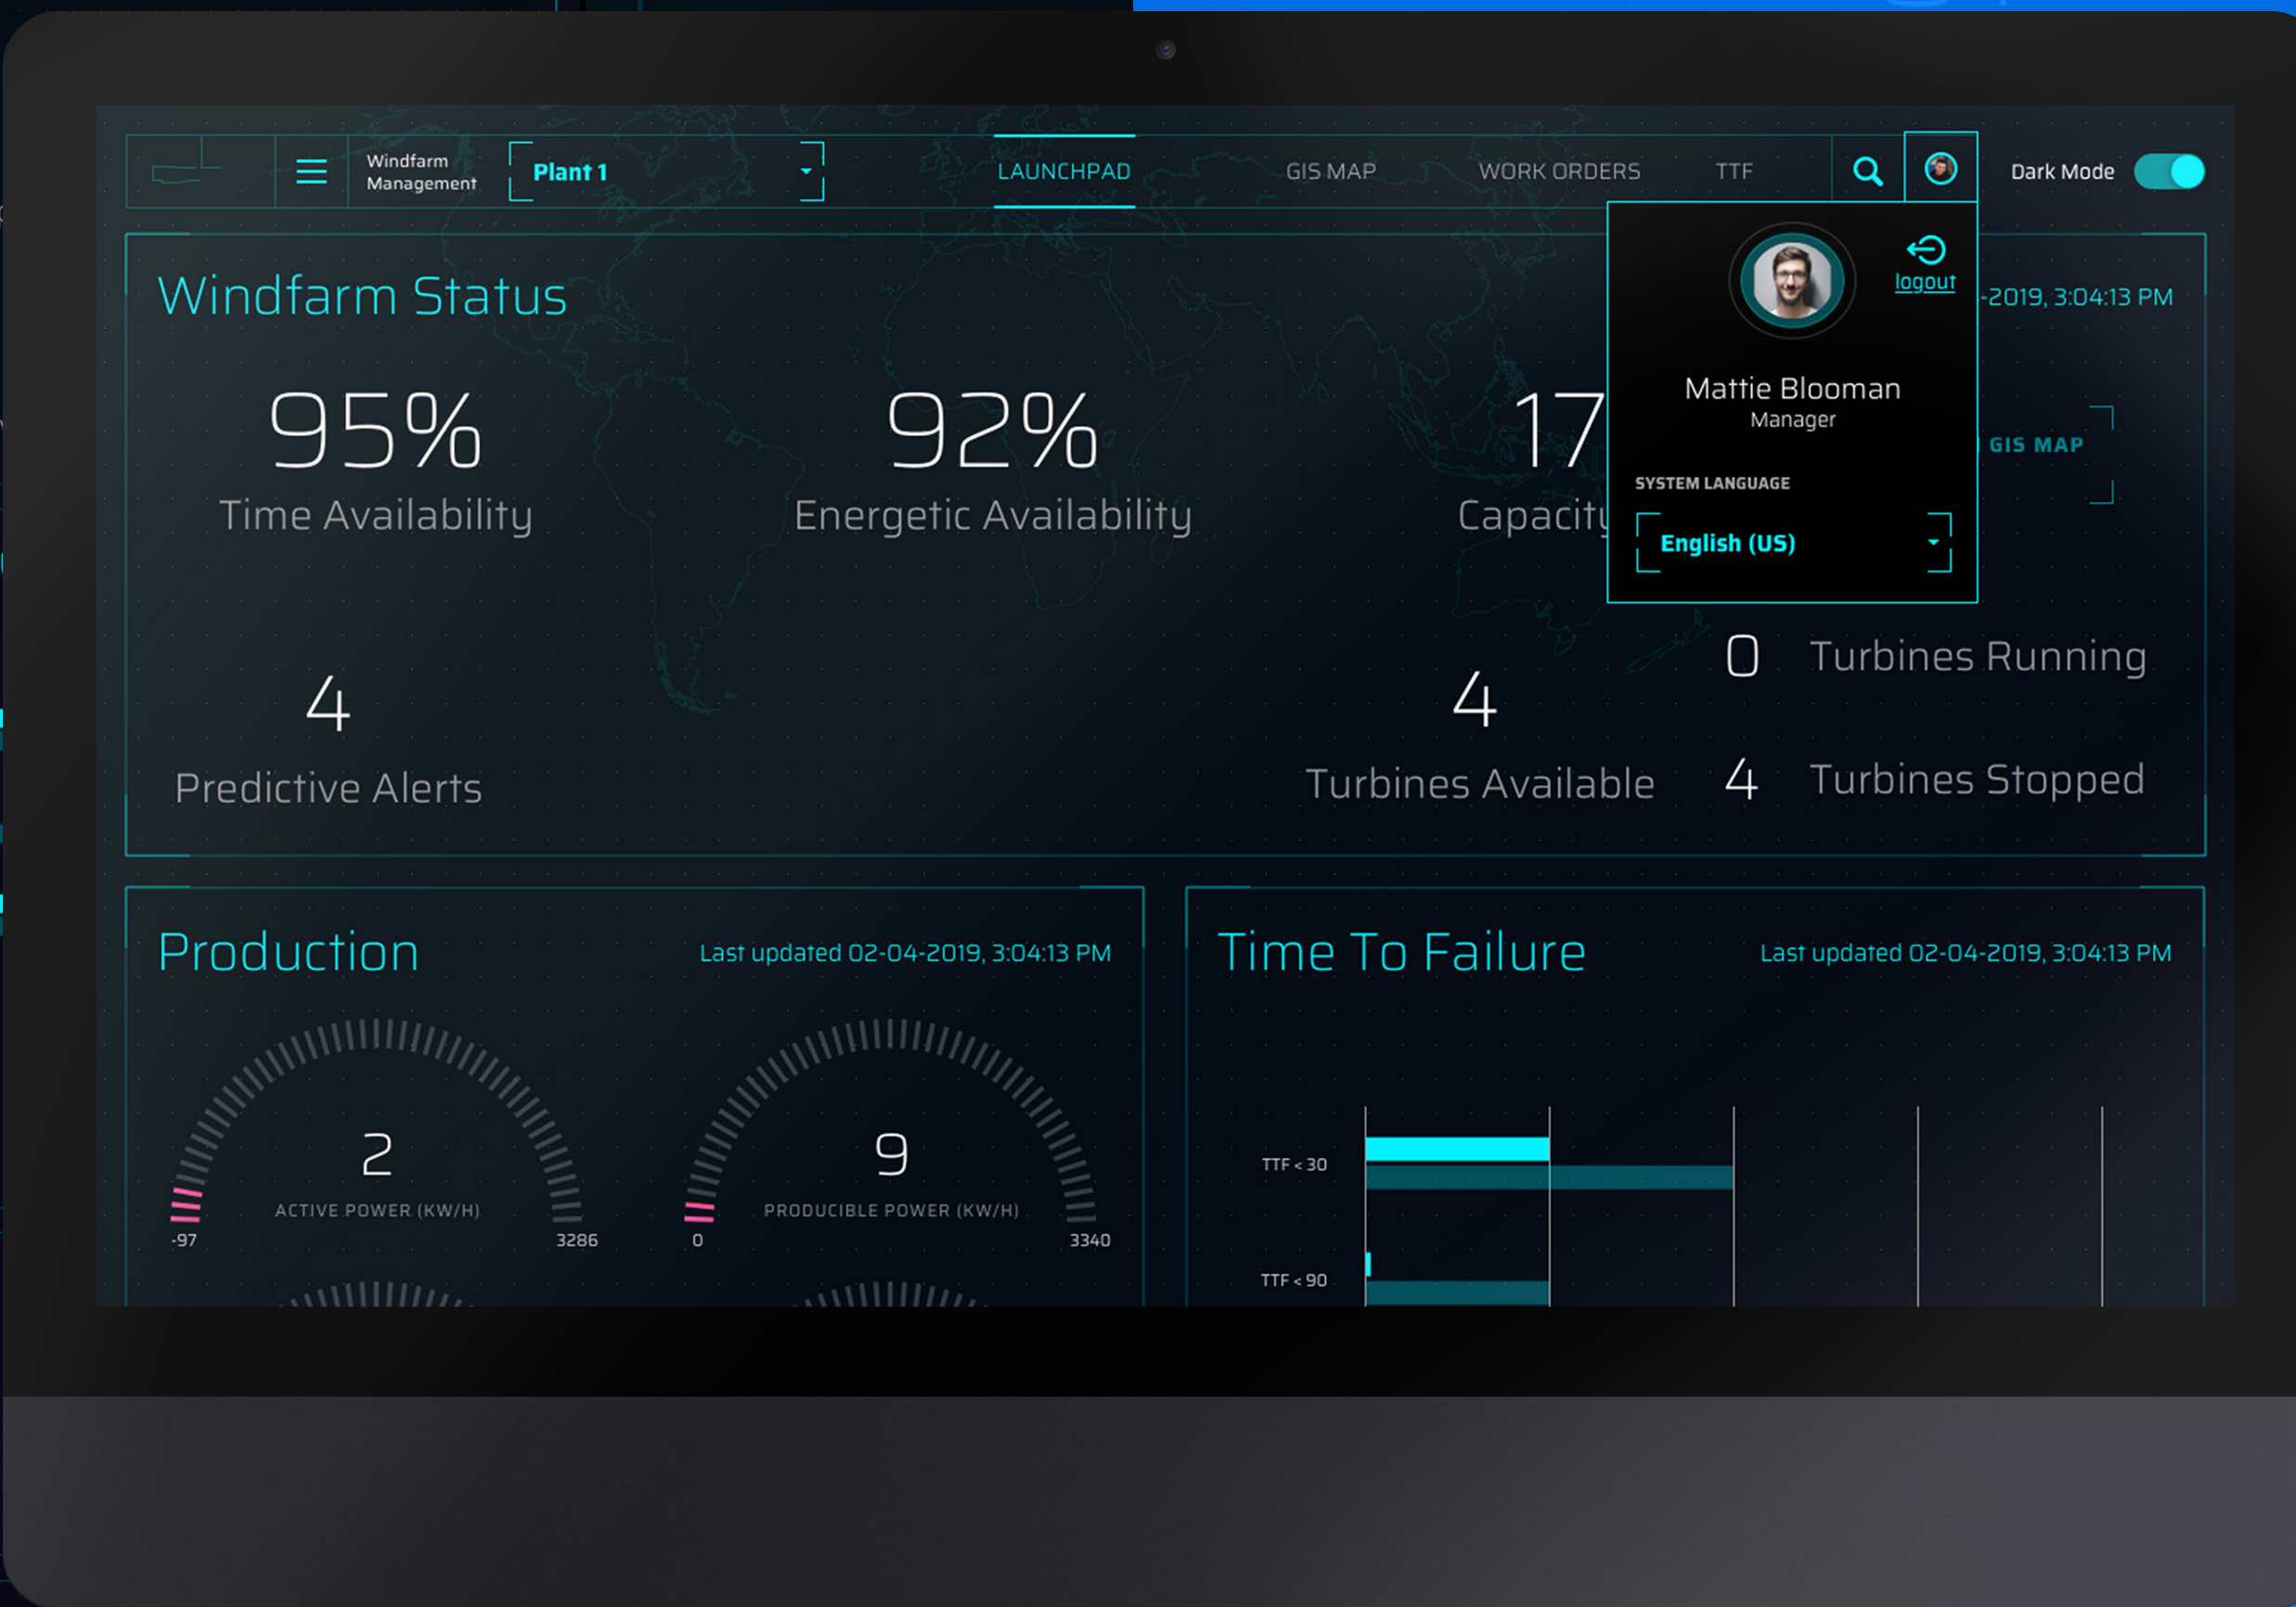 Windfarm
Management
Plant 1
LAUNCHPAD
GIS MAP
WORK ORDERS
TTF
Dark Mode
logout
Mattie Blooman
Manager
SYSTEM LANGUAGE
English (US)
Windfarm Status
-2019, 3:04:13 PM
95%
Time Availability
92%
Energetic Availability
17
Capacity
GIS MAP
4
Predictive Alerts
4
Turbines Available
0 Turbines Running
4 Turbines Stopped
Production
Last updated 02-04-2019, 3:04:13 PM
2
ACTIVE POWER (KW/H)
-97
3286
9
PRODUCIBLE POWER (KW/H)
0
3340
Time To Failure
Last updated 02-04-2019, 3:04:13 PM
TTF < 30
TTF < 90